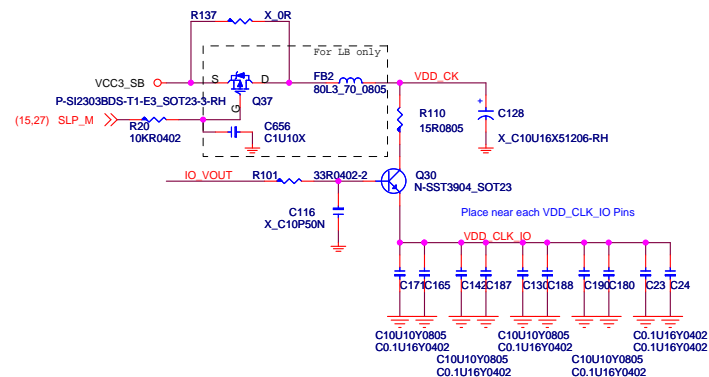 R137 X_0R
For LB only
VCC3_SB
S D
G
FB2
80L3_70_0805
VDD_CK
P-SI2303BDS-T1-E3_SOT23-3-RH
Q37
(15,27) SLP_M
R20
10KR0402
C656
C1U10X
R110
15R0805
+
C128
X_C10U16X51206-RH
IO_VOUT
R101 33R0402-2
Q30
N-SST3904_SOT23
C116
X_C10P50N
Place near each VDD_CLK_IO Pins
VDD_CLK_IO
C171 C165 C142 C187 C130 C188 C190 C180 C23 C24
C10U10Y0805
C0.1U16Y0402
C10U10Y0805
C0.1U16Y0402
C10U10Y0805
C0.1U16Y0402
C10U10Y0805
C0.1U16Y0402
C0.1U16Y0402
C0.1U16Y0402